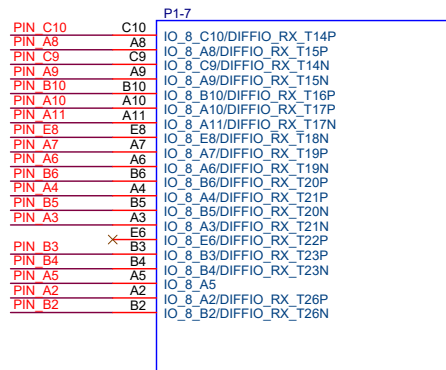 P1-7
PIN_C10 C10 IO_8_C10/DIFFIO_RX_T14P
PIN_A8 A8 IO_8_A8/DIFFIO_RX_T15P
PIN_C9 C9 IO_8_C9/DIFFIO_RX_T14N
PIN_A9 A9 IO_8_A9/DIFFIO_RX_T15N
PIN_B10 B10 IO_8_B10/DIFFIO_RX_T16P
PIN_A10 A10 IO_8_A10/DIFFIO_RX_T17P
PIN_A11 A11 IO_8_A11/DIFFIO_RX_T17N
PIN_E8 E8 IO_8_E8/DIFFIO_RX_T18N
PIN_A7 A7 IO_8_A7/DIFFIO_RX_T19P
PIN_A6 A6 IO_8_A6/DIFFIO_RX_T19N
PIN_B6 B6 IO_8_B6/DIFFIO_RX_T20P
PIN_A4 A4 IO_8_A4/DIFFIO_RX_T21P
PIN_B5 B5 IO_8_B5/DIFFIO_RX_T20N
PIN_A3 A3 IO_8_A3/DIFFIO_RX_T21N
E6 IO_8_E6/DIFFIO_RX_T22P
PIN_B3 B3 IO_8_B3/DIFFIO_RX_T23P
PIN_B4 B4 IO_8_B4/DIFFIO_RX_T23N
PIN_A5 A5 IO_8_A5
PIN_A2 A2 IO_8_A2/DIFFIO_RX_T26P
PIN_B2 B2 IO_8_B2/DIFFIO_RX_T26N